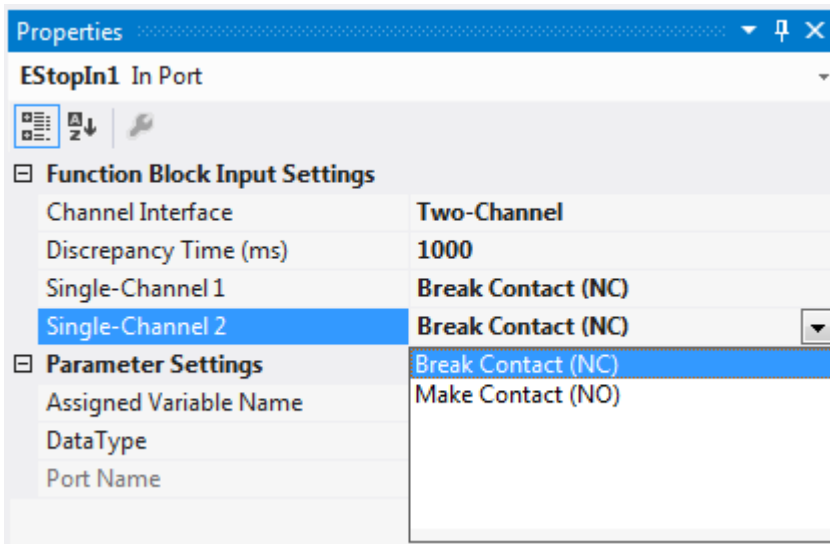 Properties
EStopIn1 In Port
Function Block Input Settings
Channel Interface Two-Channel
Discrepancy Time (ms) 1000
Single-Channel 1 Break Contact (NC)
Single-Channel 2 Break Contact (NC)
Parameter Settings Break Contact (NC)
Assigned Variable Name Make Contact (NO)
DataType
Port Name